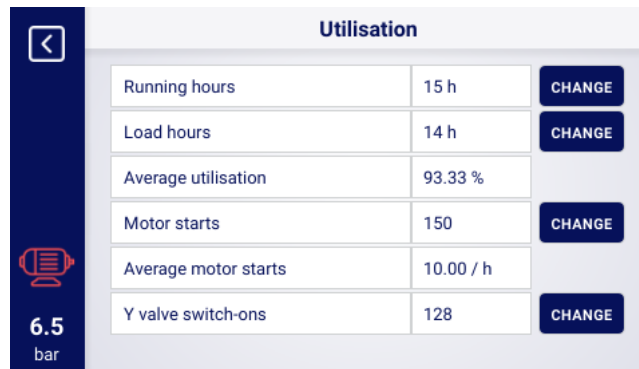 Utilisation
Running hours 15 h CHANGE
Load hours 14 h CHANGE
Average utilisation 93.33 %
Motor starts 150 CHANGE
Average motor starts 10.00 / h
Y valve switch-ons 128 CHANGE
6.5
bar